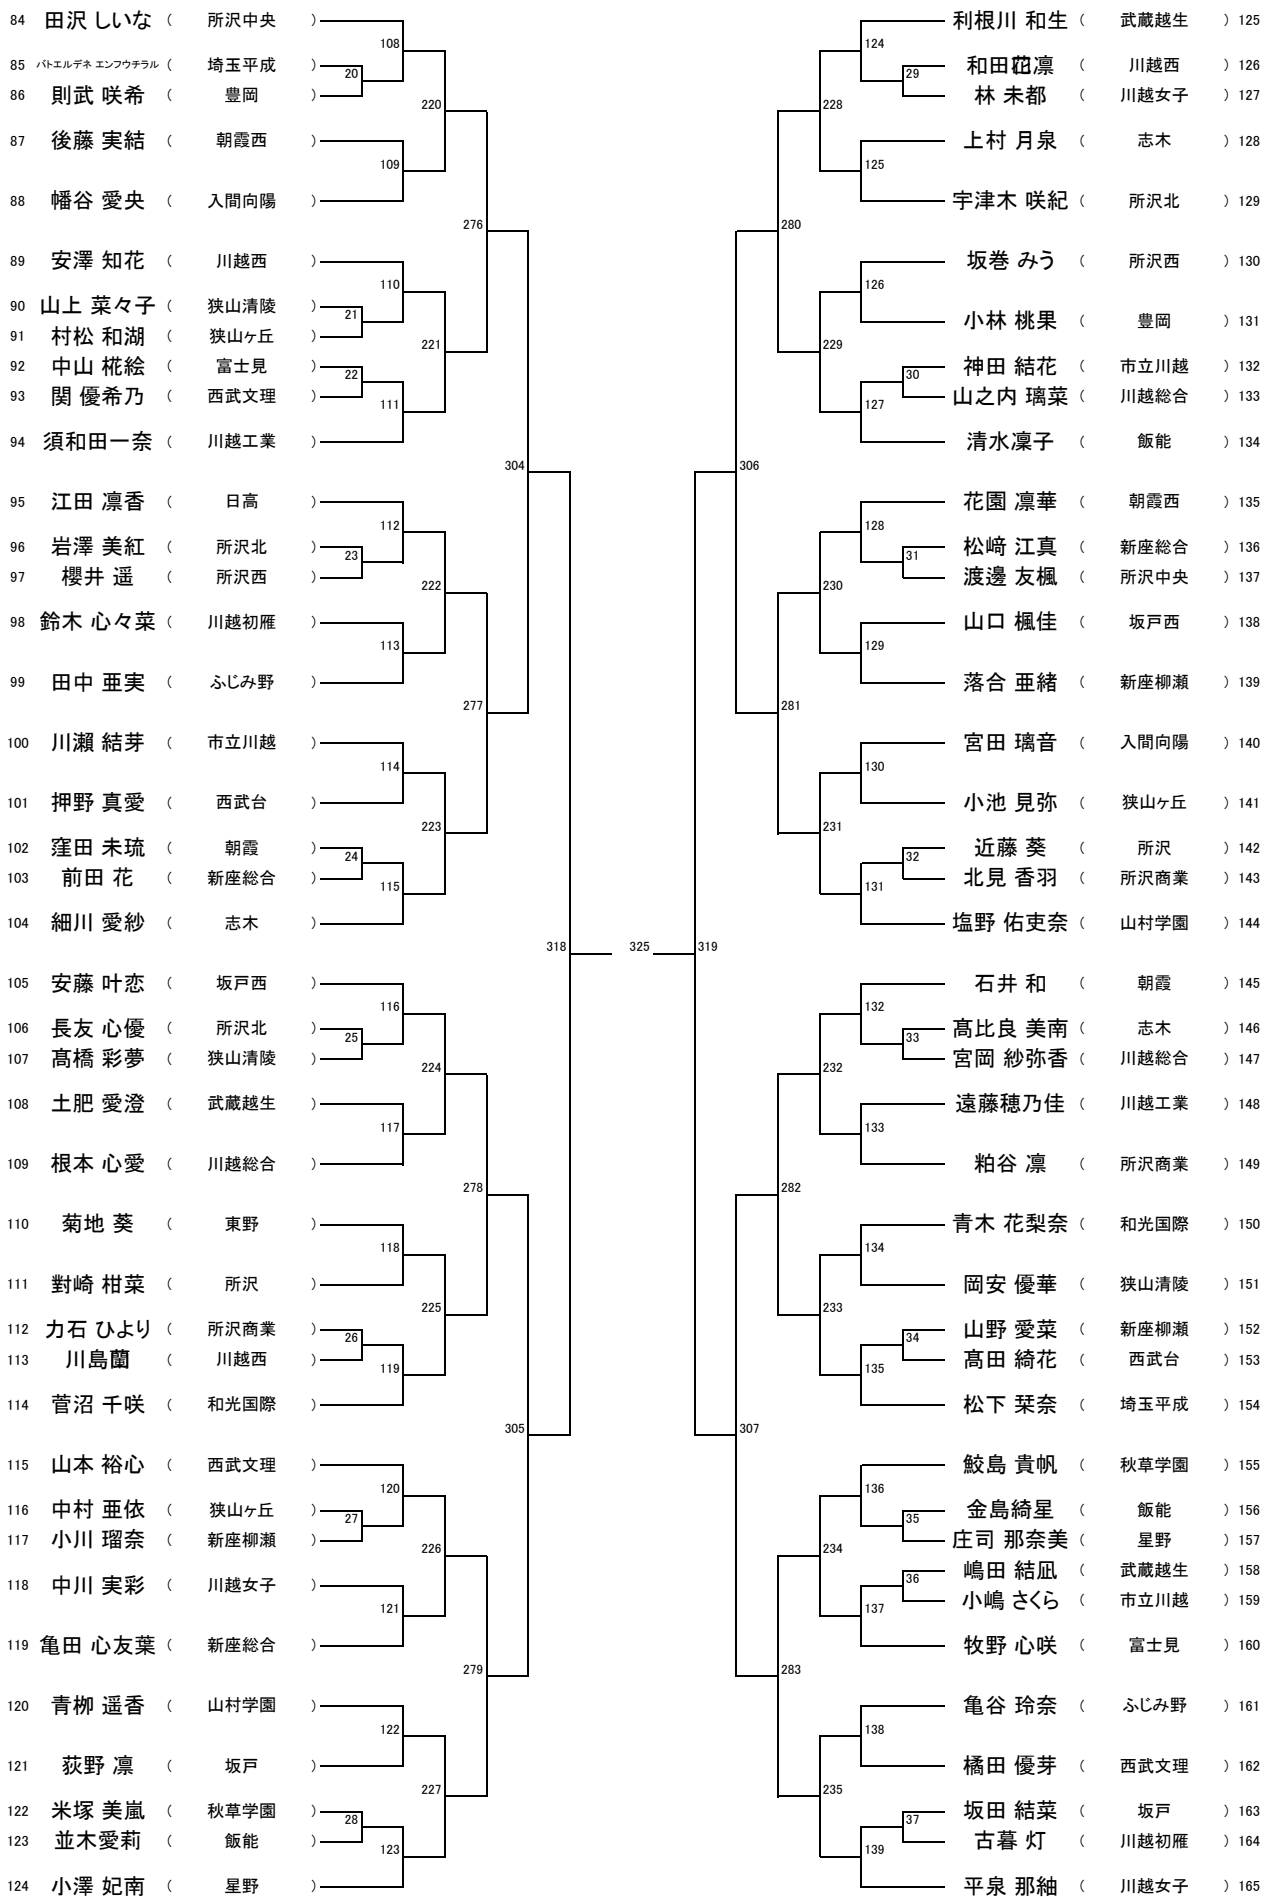 84 田沢 しいな ( 所沢中央 )
85 バトエルデネ エンフウチラル ( 埼玉平成 )
86 則武 咲希 ( 豊岡 )
87 後藤 実結 ( 朝霞西 )
88 幡谷 愛央 ( 入間向陽 )
89 安澤 知花 ( 川越西 )
90 山上 菜々子 ( 狭山清陵 )
91 村松 和湖 ( 狭山ヶ丘 )
92 中山 椛絵 ( 富士見 )
93 関 優希乃 ( 西武文理 )
94 須和田一奈 ( 川越工業 )
95 江田 凛香 ( 日高 )
96 岩澤 美紅 ( 所沢北 )
97 櫻井 遥 ( 所沢西 )
98 鈴木 心々菜 ( 川越初雁 )
99 田中 亜実 ( ふじみ野 )
100 川瀬 結芽 ( 市立川越 )
101 押野 真愛 ( 西武台 )
102 窪田 未琉 ( 朝霞 )
103 前田 花 ( 新座総合 )
104 細川 愛紗 ( 志木 )
105 安藤 叶恋 ( 坂戸西 )
106 長友 心優 ( 所沢北 )
107 髙橋 彩夢 ( 狭山清陵 )
108 土肥 愛澄 ( 武蔵越生 )
109 根本 心愛 ( 川越総合 )
110 菊地 葵 ( 東野 )
111 對崎 柑菜 ( 所沢 )
112 力石 ひより ( 所沢商業 )
113 川島蘭 ( 川越西 )
114 菅沼 千咲 ( 和光国際 )
115 山本 裕心 ( 西武文理 )
116 中村 亜依 ( 狭山ヶ丘 )
117 小川 瑠奈 ( 新座柳瀬 )
118 中川 実彩 ( 川越女子 )
119 亀田 心友葉 ( 新座総合 )
120 青栁 遥香 ( 山村学園 )
121 荻野 凛 ( 坂戸 )
122 米塚 美嵐 ( 秋草学園 )
123 並木愛莉 ( 飯能 )
124 小澤 妃南 ( 星野 )
20
21
22
23
24
25
26
27
28
108
109
110
111
112
113
114
115
116
117
118
119
120
121
122
123
220
221
222
223
224
225
226
227
276
277
278
279
304
305
318
325
319
306
307
280
281
282
283
228
229
230
231
232
233
234
235
124
125
126
127
128
129
130
131
132
133
134
135
136
137
138
139
29
30
31
32
33
34
35
36
37
利根川 和生 ( 武蔵越生 ) 125
和田花凛 ( 川越西 ) 126
林 未都 ( 川越女子 ) 127
上村 月泉 ( 志木 ) 128
宇津木 咲紀 ( 所沢北 ) 129
坂巻 みう ( 所沢西 ) 130
小林 桃果 ( 豊岡 ) 131
神田 結花 ( 市立川越 ) 132
山之内 璃菜 ( 川越総合 ) 133
清水凜子 ( 飯能 ) 134
花園 凛華 ( 朝霞西 ) 135
松﨑 江真 ( 新座総合 ) 136
渡邊 友楓 ( 所沢中央 ) 137
山口 楓佳 ( 坂戸西 ) 138
落合 亜緒 ( 新座柳瀬 ) 139
宮田 璃音 ( 入間向陽 ) 140
小池 見弥 ( 狭山ヶ丘 ) 141
近藤 葵 ( 所沢 ) 142
北見 香羽 ( 所沢商業 ) 143
塩野 佑吏奈 ( 山村学園 ) 144
石井 和 ( 朝霞 ) 145
髙比良 美南 ( 志木 ) 146
宮岡 紗弥香 ( 川越総合 ) 147
遠藤穂乃佳 ( 川越工業 ) 148
粕谷 凛 ( 所沢商業 ) 149
青木 花梨奈 ( 和光国際 ) 150
岡安 優華 ( 狭山清陵 ) 151
山野 愛菜 ( 新座柳瀬 ) 152
髙田 綺花 ( 西武台 ) 153
松下 栞奈 ( 埼玉平成 ) 154
鮫島 貴帆 ( 秋草学園 ) 155
金島綺星 ( 飯能 ) 156
庄司 那奈美 ( 星野 ) 157
嶋田 結凪 ( 武蔵越生 ) 158
小嶋 さくら ( 市立川越 ) 159
牧野 心咲 ( 富士見 ) 160
亀谷 玲奈 ( ふじみ野 ) 161
橘田 優芽 ( 西武文理 ) 162
坂田 結菜 ( 坂戸 ) 163
古暮 灯 ( 川越初雁 ) 164
平泉 那紬 ( 川越女子 ) 165